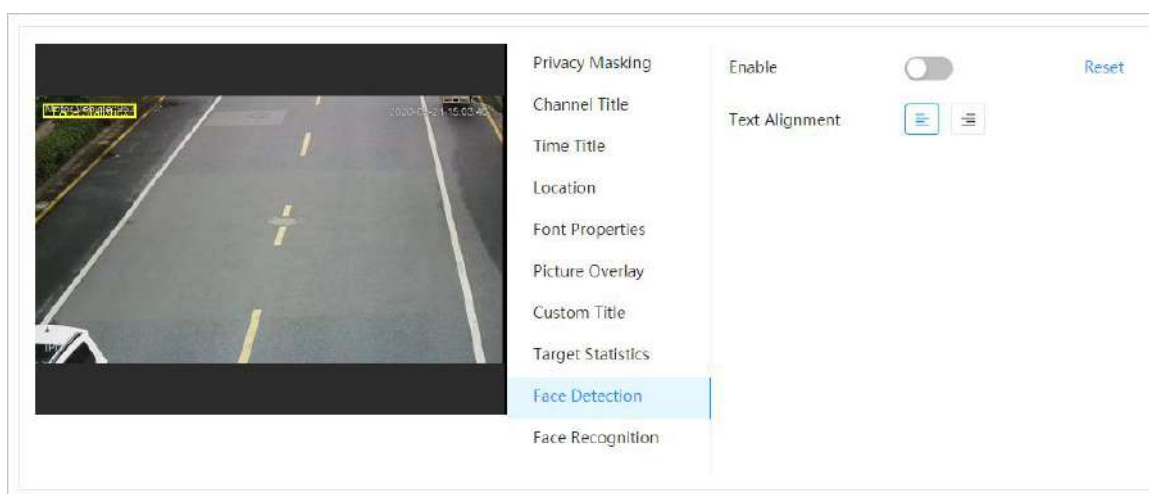 Privacy Masking
Channel Title
Time Title
Location
Font Properties
Picture Overlay
Custom Title
Target Statistics
Face Detection
Face Recognition
Enable
Reset
Text Alignment